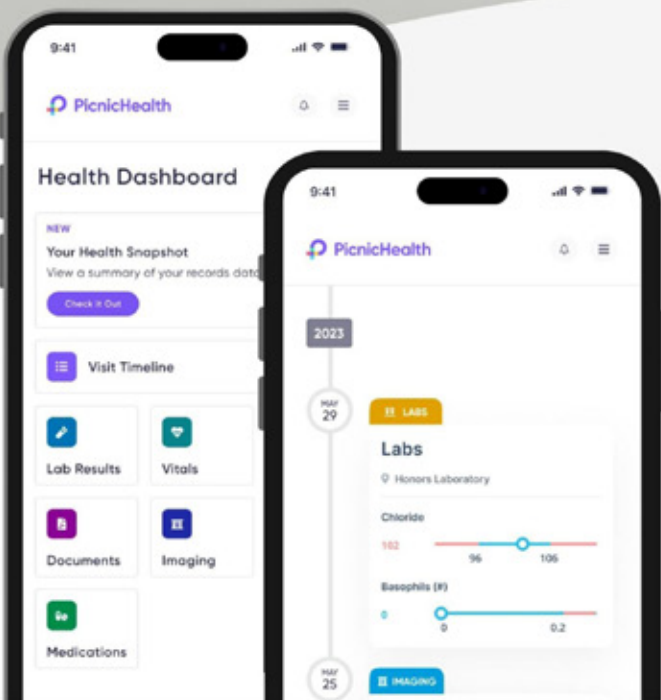 9:41
PicnicHealth
Health Dashboard
NEW
Your Health Snapshot
View a summary of your records data
Check It Out
Visit Timeline
Lab Results
Vitals
Documents
Imaging
Medications
9:41
PicnicHealth
2023
MAY
29
LABS
Labs
Honors Laboratory
Chloride
102
96 106
Basophils (#)
0
0 0.2
MAY
25
IMAGING